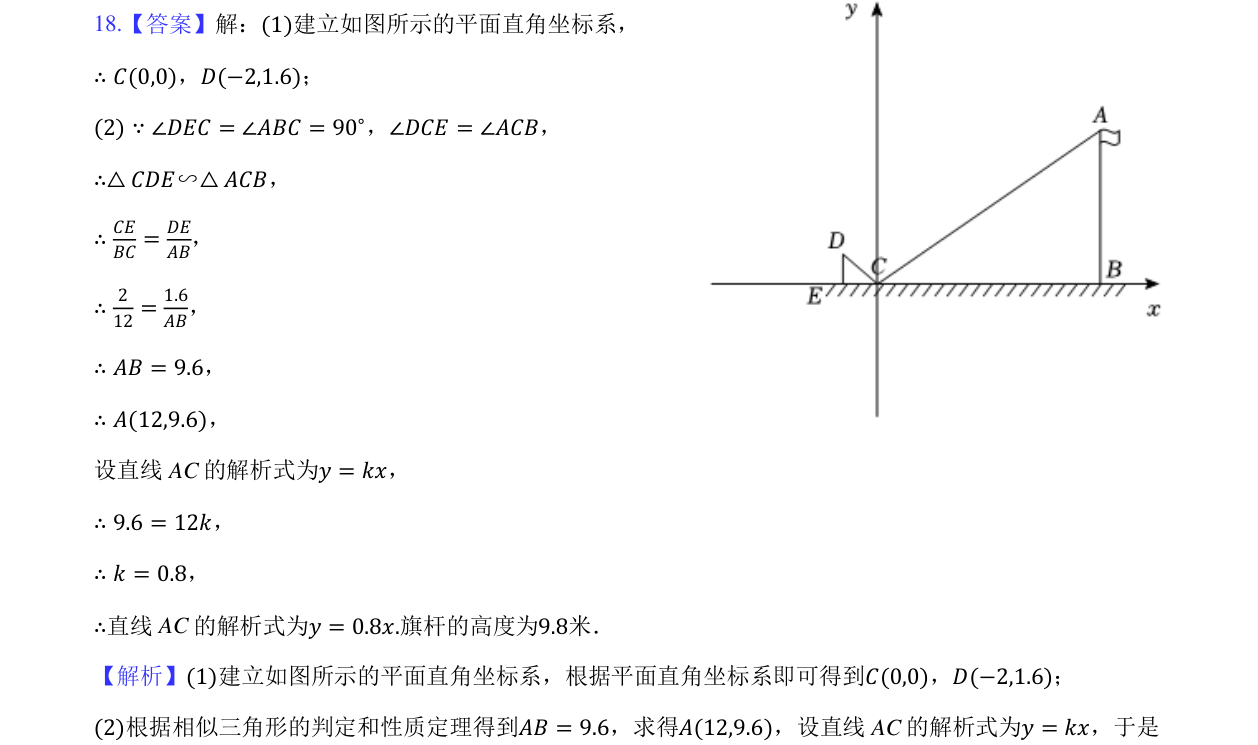 18.【答案】解：(1)建立如图所示的平面直角坐标系，
∴ C(0,0)，D(−2,1.6)；
(2) ∵ ∠DEC = ∠ABC = 90°，∠DCE = ∠ACB，
∴△ CDE∽△ ACB，
∴ CE/BC = DE/AB，
∴ 2/12 = 1.6/AB，
∴ AB = 9.6，
∴ A(12,9.6)，
设直线 AC 的解析式为y = kx，
∴ 9.6 = 12k，
∴ k = 0.8，
∴直线 AC 的解析式为y = 0.8x.旗杆的高度为9.8米．
【解析】(1)建立如图所示的平面直角坐标系，根据平面直角坐标系即可得到C(0,0)，D(−2,1.6)；
(2)根据相似三角形的判定和性质定理得到AB = 9.6，求得A(12,9.6)，设直线 AC 的解析式为y = kx，于是
y
A
D
C
B
E
x